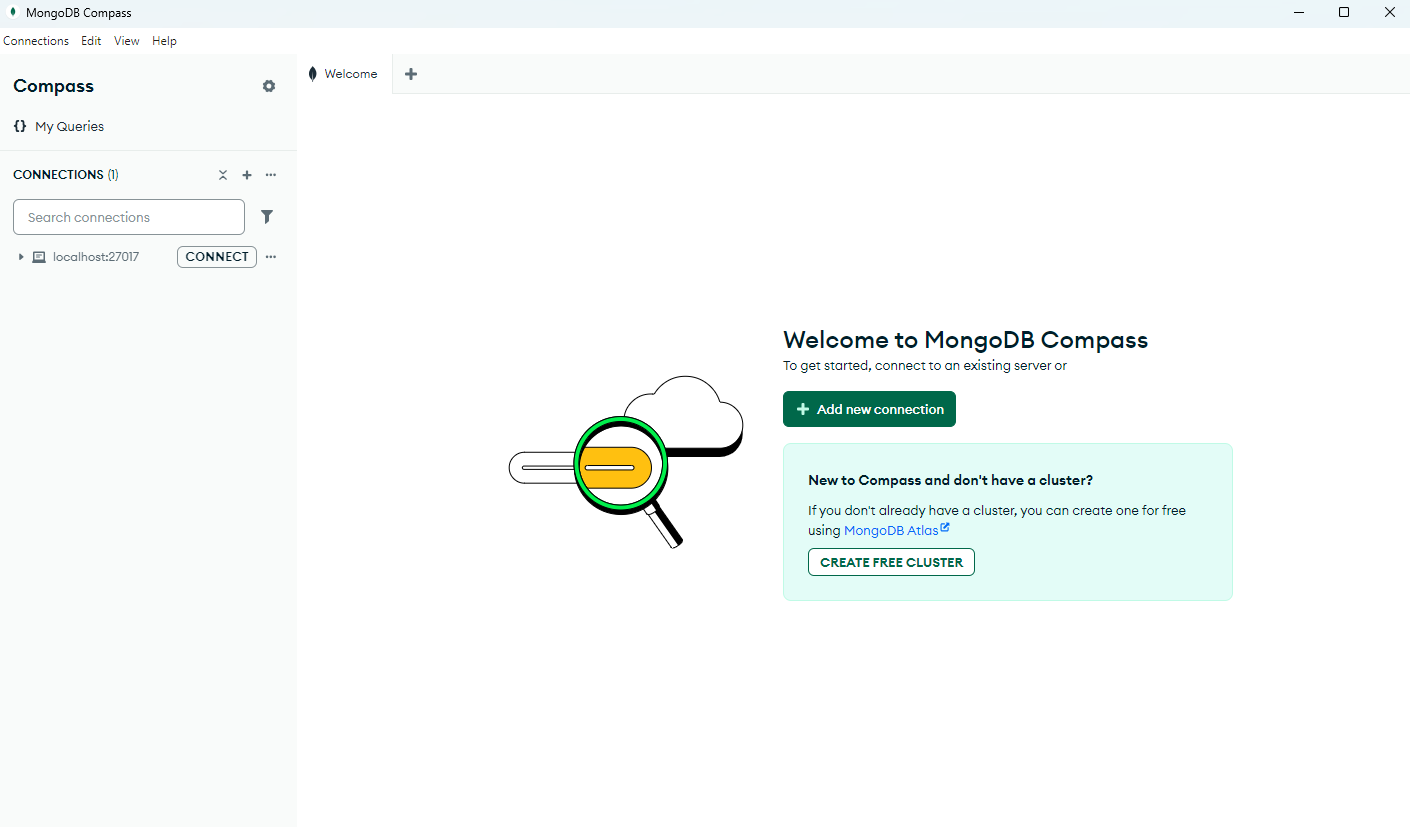 MongoDB Compass
Connections Edit View Help
Compass
{} My Queries
CONNECTIONS (1)
Search connections
localhost:27017 CONNECT
Welcome
Welcome to MongoDB Compass
To get started, connect to an existing server or
Add new connection
New to Compass and don't have a cluster?
If you don't already have a cluster, you can create one for free
using MongoDB Atlas
CREATE FREE CLUSTER